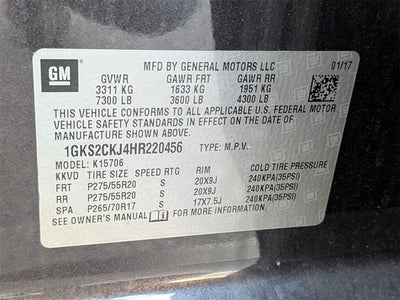 GM
MFD BY GENERAL MOTORS LLC 01/17
GVWR GAWR FRT GAWR RR
3311 KG 1633 KG 1951 KG
7300 LB 3600 LB 4300 LB
THIS VEHICLE CONFORMS TO ALL APPLICABLE U.S. FEDERAL MOTOR
VEHICLE SAFETY AND THEFT PREVENTION STANDARDS IN EFFECT ON THE DATE OF
MANUFACTURE SHOWN ABOVE.
1GKS2CKJ4HR220456 TYPE: M.P.V.
MODEL: K15706
KKVD TIRE SIZE SPEED RTG RIM COLD TIRE PRESSURE
FRT P275/55R20 S 20X9J 240KPA(35PSI)
RR P275/55R20 S 20X9J 240KPA(35PSI)
SPA P265/70R17 S 17X7.5J 240KPA(35PSI)
SEE OWNER'S MANUAL FOR ADDITIONAL INFORMATION.